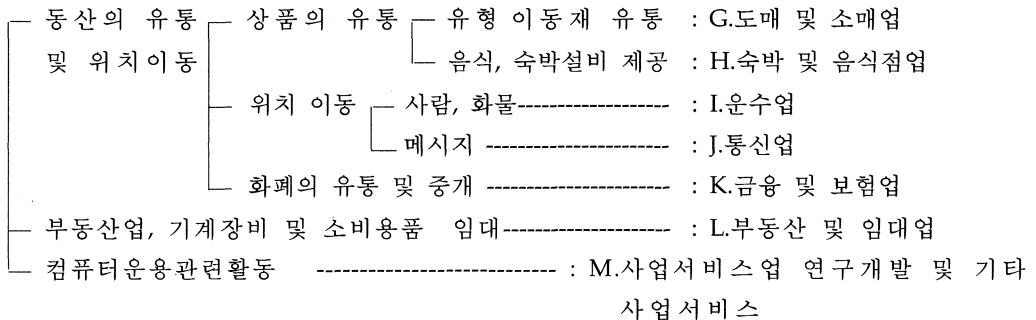 동산의 유통 상품의 유통 유형 이동재 유통 : G.도매 및 소매업
및 위치이동 음식, 숙박설비 제공 : H.숙박 및 음식점업
위치 이동 사람, 화물------------------- : I.운수업
메시지 ----------------------- : J.통신업
화폐의 유통 및 중개 ----------------------- : K.금융 및 보험업
부동산업, 기계장비 및 소비용품 임대--------------------- : L.부동산 및 임대업
컴퓨터운용관련활동 ---------------------------- : M.사업서비스업 연구개발 및 기타
사업서비스